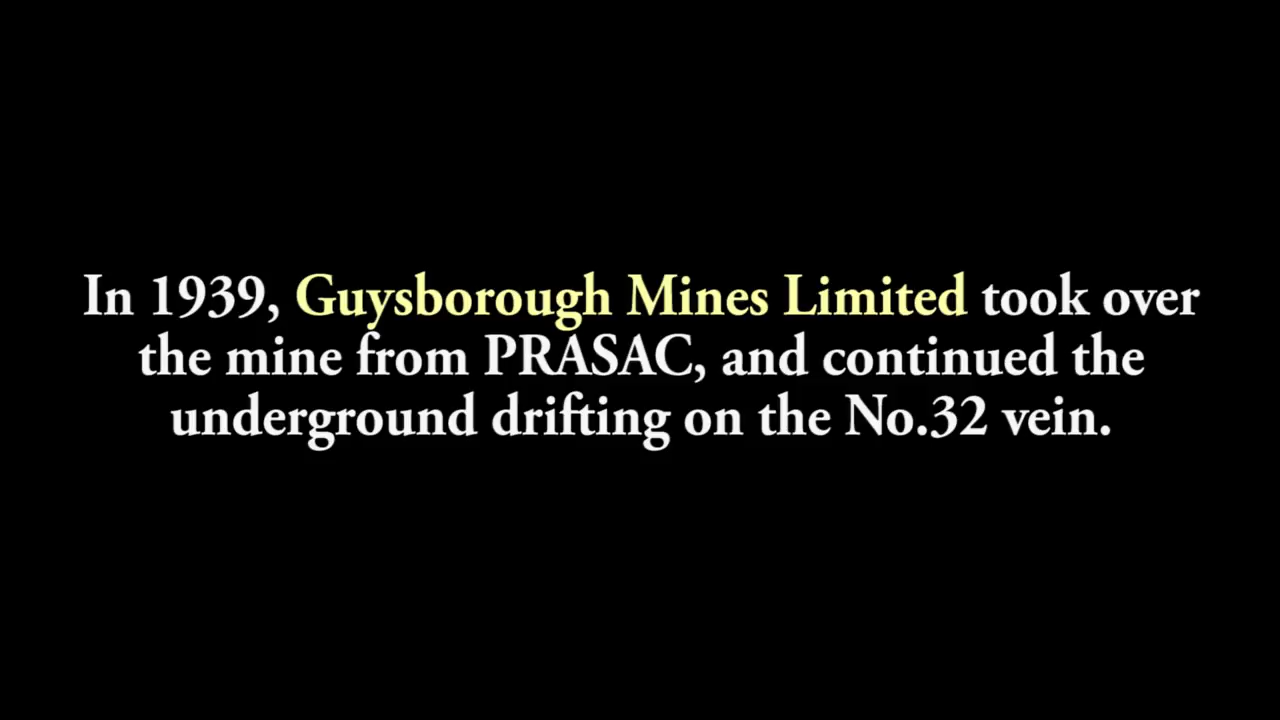 In 1939, Guysborough Mines Limited took over
the mine from PRASAC, and continued the
underground drifting on the No.32 vein.